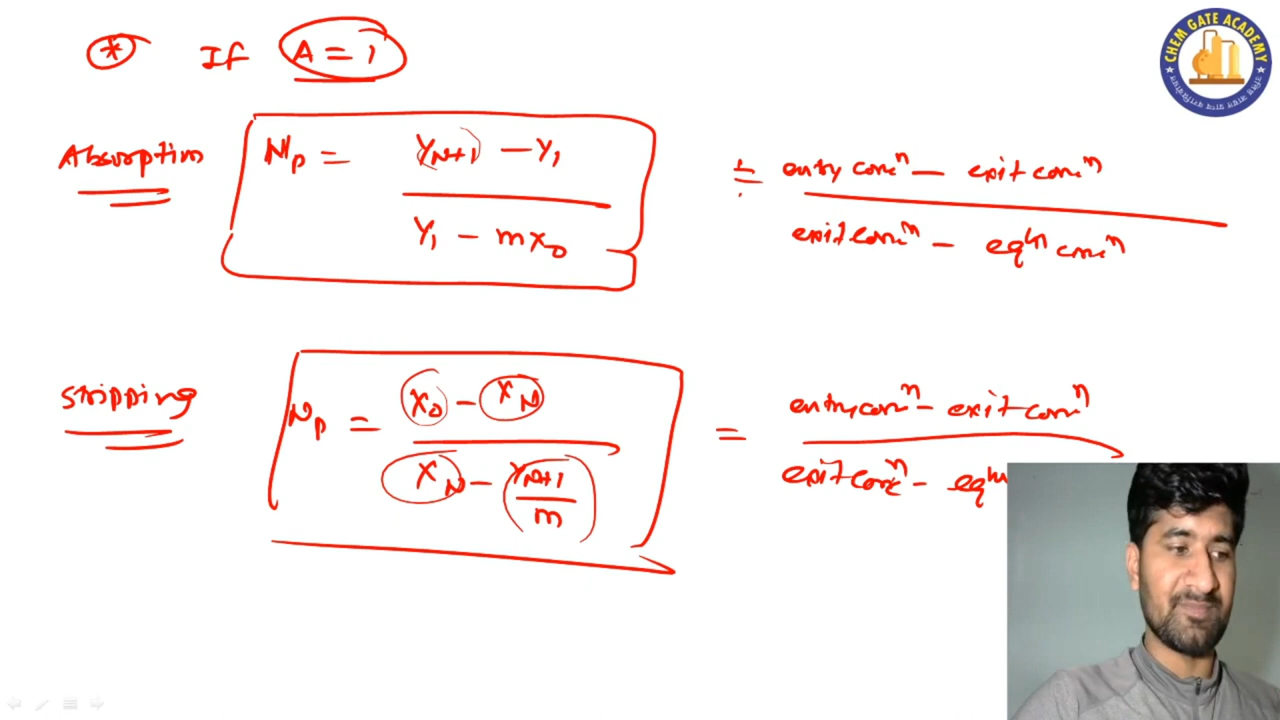 * If A = 1
Absorption Np = YN+1 – Y1 / Y1 – mX0 = entry concn – exit concn / exit concn – eqm concn
Stripping Np = X0 – XN / XN – YN+1/m = entry concn – exit concn / exit concn – eqm
CHEM GATE ACADEMY